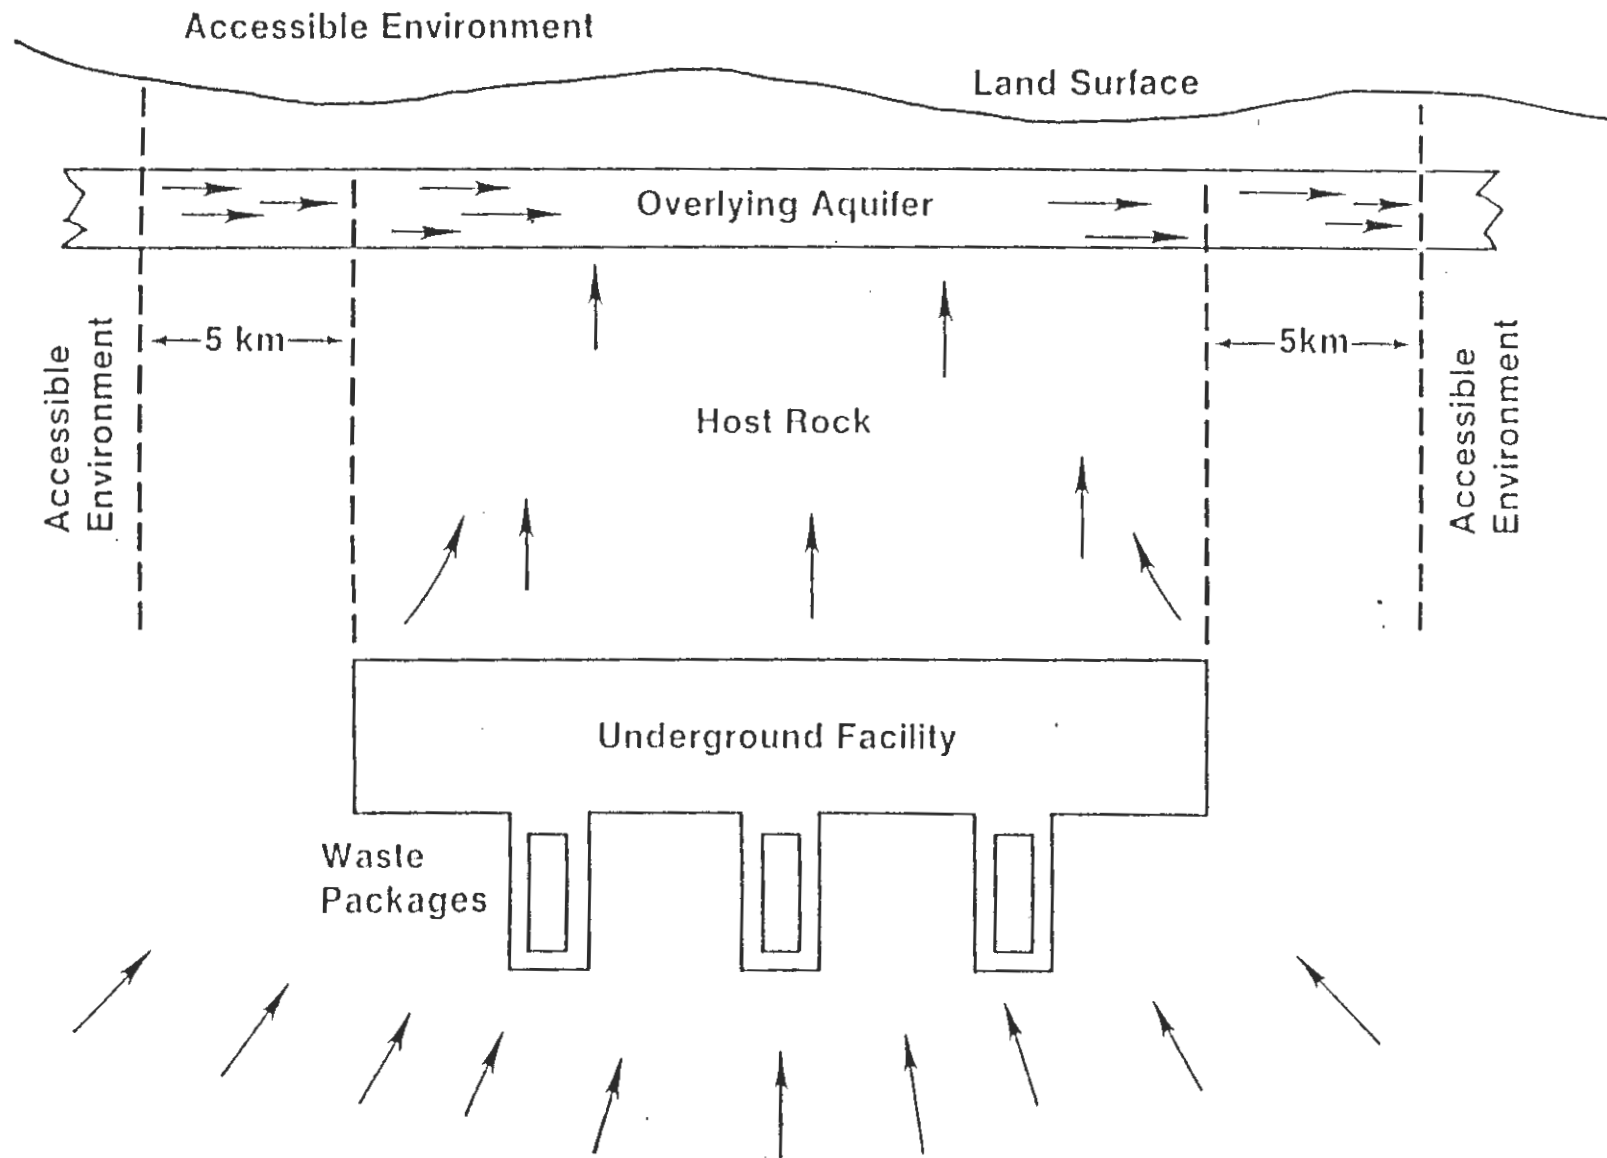 Accessible Environment
Land Surface
Overlying Aquifer
5 km
5km
Accessible
Environment
Accessible
Environment
Host Rock
Underground Facility
Waste
Packages